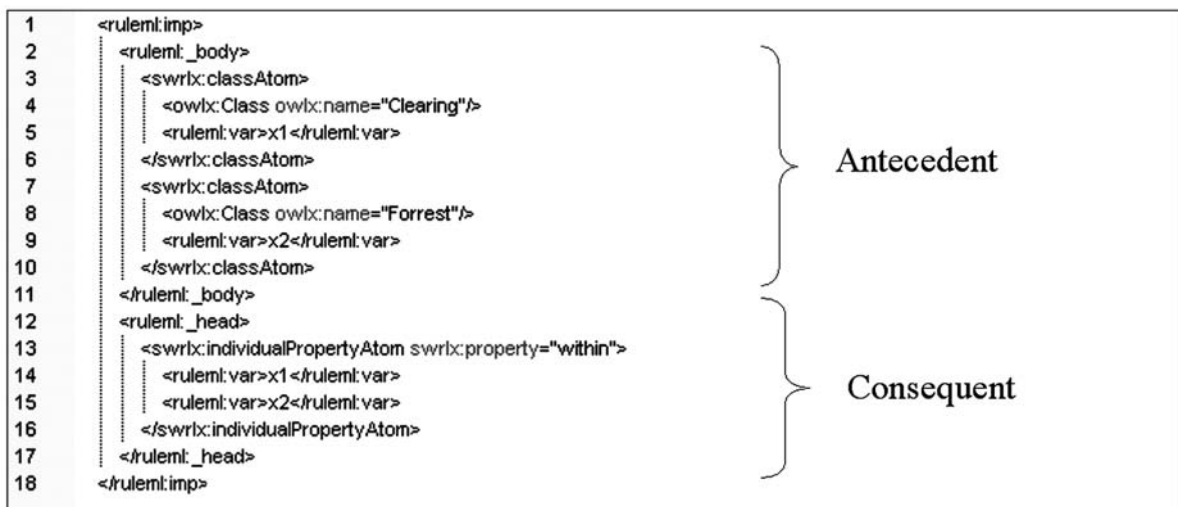 1 <ruleml:imp>
2 <ruleml:_body>
3 <swrlx:classAtom>
4 <owlx:Class owlx:name="Clearing"/>
5 <ruleml:var>x1</ruleml:var>
6 </swrlx:classAtom>
Antecedent
7 <swrlx:classAtom>
8 <owlx:Class owlx:name="Forrest"/>
9 <ruleml:var>x2</ruleml:var>
10 </swrlx:classAtom>
11 </ruleml:_body>
12 <ruleml:_head>
13 <swrlx:individualPropertyAtom swrlx:property="within">
14 <ruleml:var>x1</ruleml:var>
Consequent
15 <ruleml:var>x2</ruleml:var>
16 </swrlx:individualPropertyAtom>
17 </ruleml:_head>
18 </ruleml:imp>